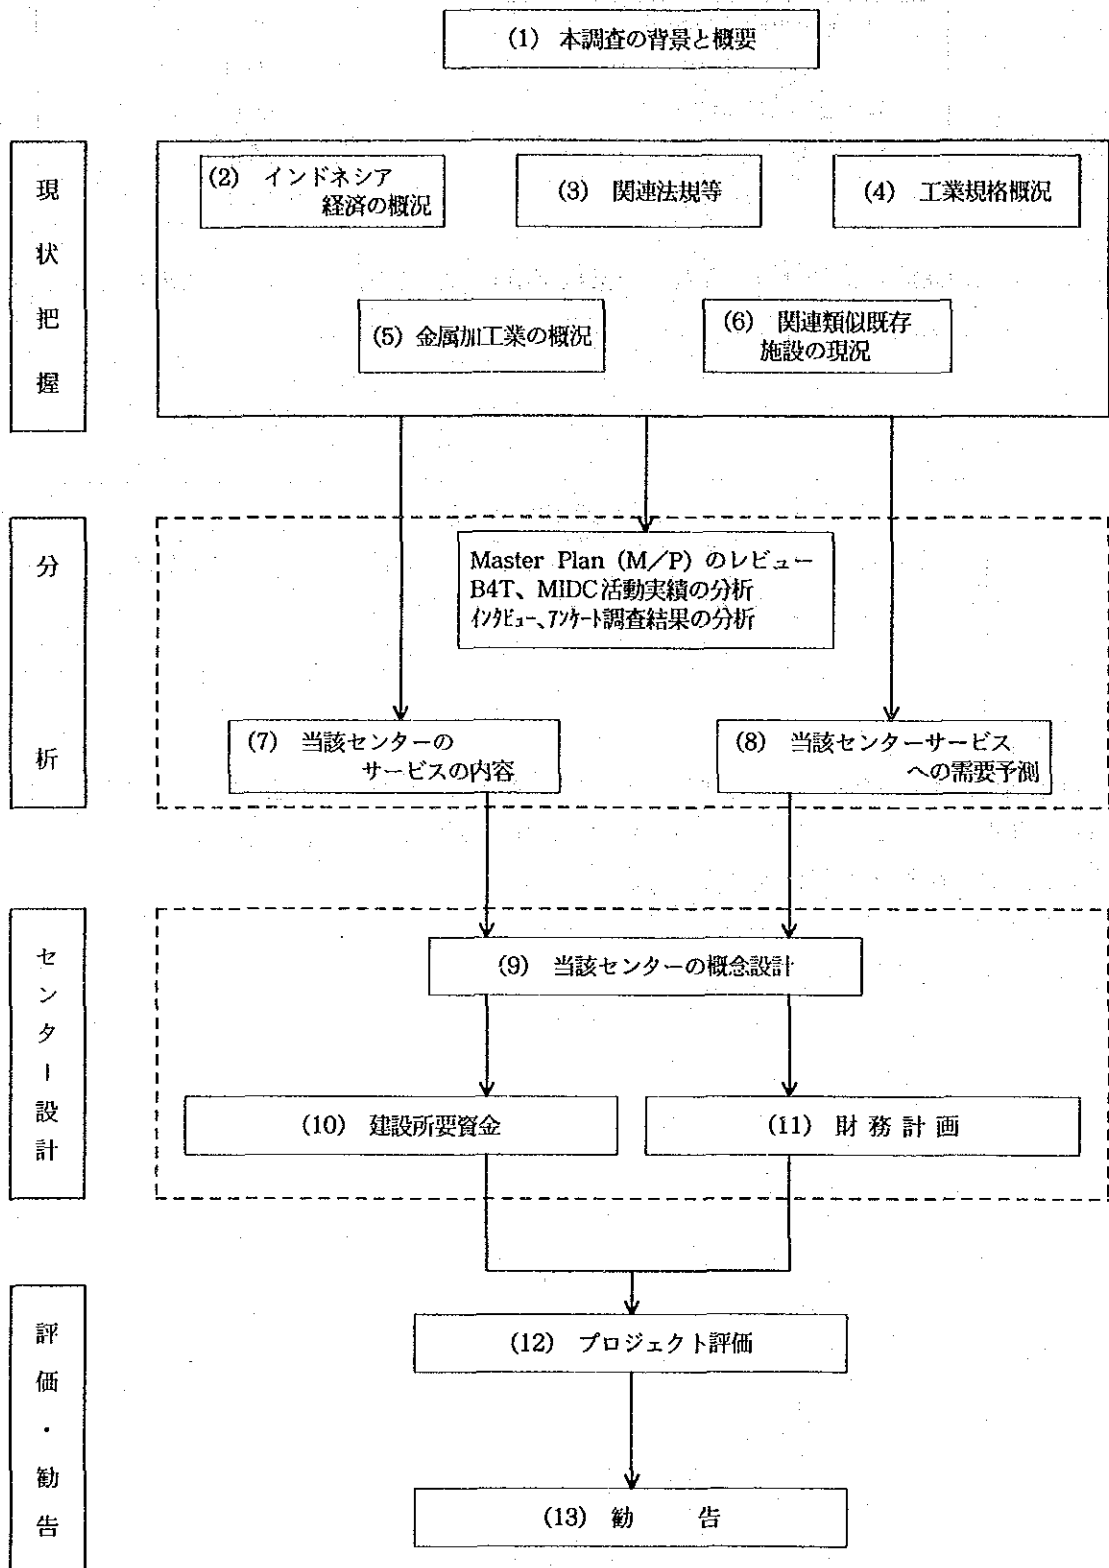 (1) 本調査の背景と概要
現状把握
(2) インドネシア
経済の概況
(3) 関連法規等
(4) 工業規格概況
(5) 金属加工業の概況
(6) 関連類似既存
施設の現況
分析
Master Plan (M/P) のレビュー
B4T、MIDC活動実績の分析
インタビュー、アンケート調査結果の分析
(7) 当該センターの
サービスの内容
(8) 当該センターサービス
への需要予測
センター設計
(9) 当該センターの概念設計
(10) 建設所要資金
(11) 財務計画
評価・勧告
(12) プロジェクト評価
(13) 勧 告